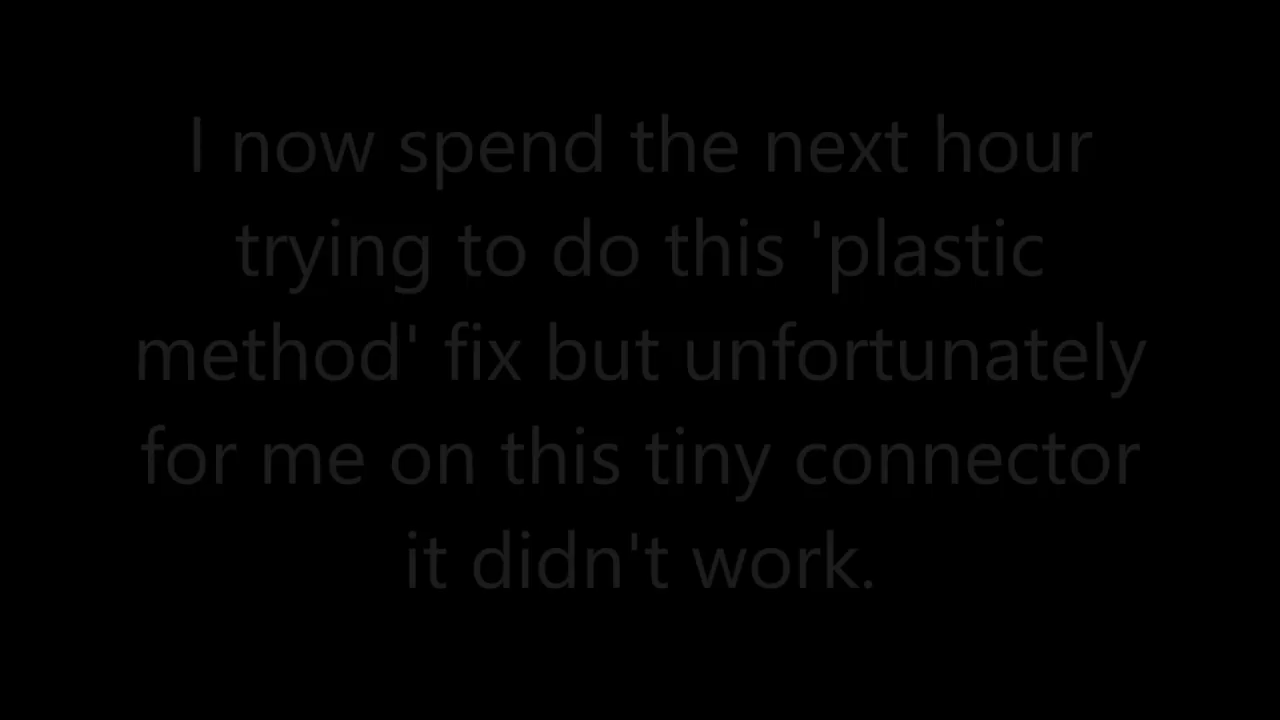 I now spend the next hour
trying to do this 'plastic
method' fix but unfortunately
for me on this tiny connector
it didn't work.